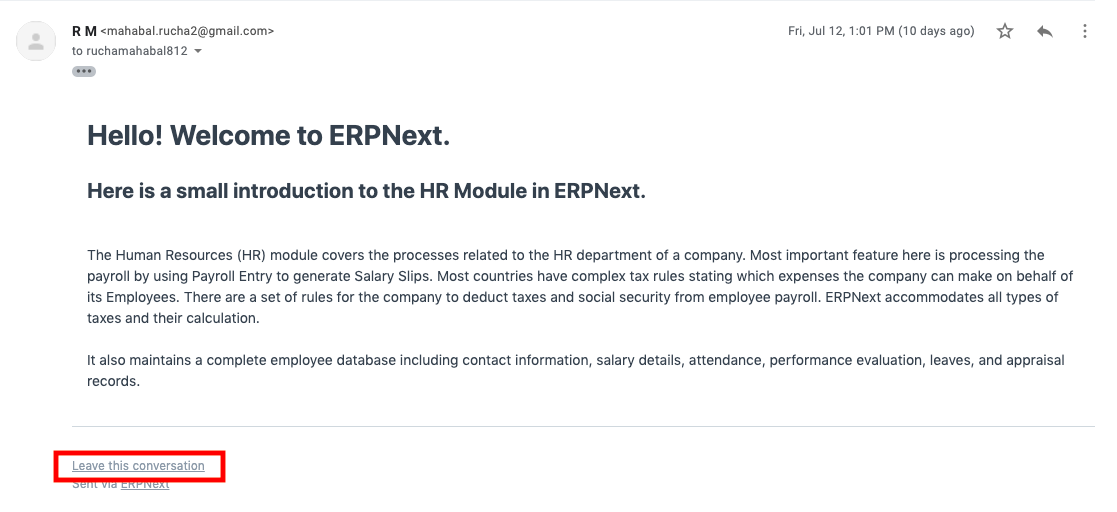 R M <mahabal.rucha2@gmail.com>
Fri, Jul 12, 1:01 PM (10 days ago)
to ruchamahabal812
Hello! Welcome to ERPNext.
Here is a small introduction to the HR Module in ERPNext.
The Human Resources (HR) module covers the processes related to the HR department of a company. Most important feature here is processing the
payroll by using Payroll Entry to generate Salary Slips. Most countries have complex tax rules stating which expenses the company can make on behalf of
its Employees. There are a set of rules for the company to deduct taxes and social security from employee payroll. ERPNext accommodates all types of
taxes and their calculation.
It also maintains a complete employee database including contact information, salary details, attendance, performance evaluation, leaves, and appraisal
records.
Leave this conversation
Sent via ERPNext